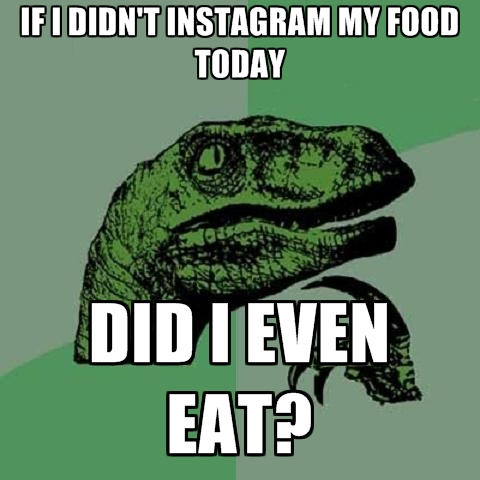 IF I DIDN'T INSTAGRAM MY FOOD
TODAY
DID I EVEN
EAT?